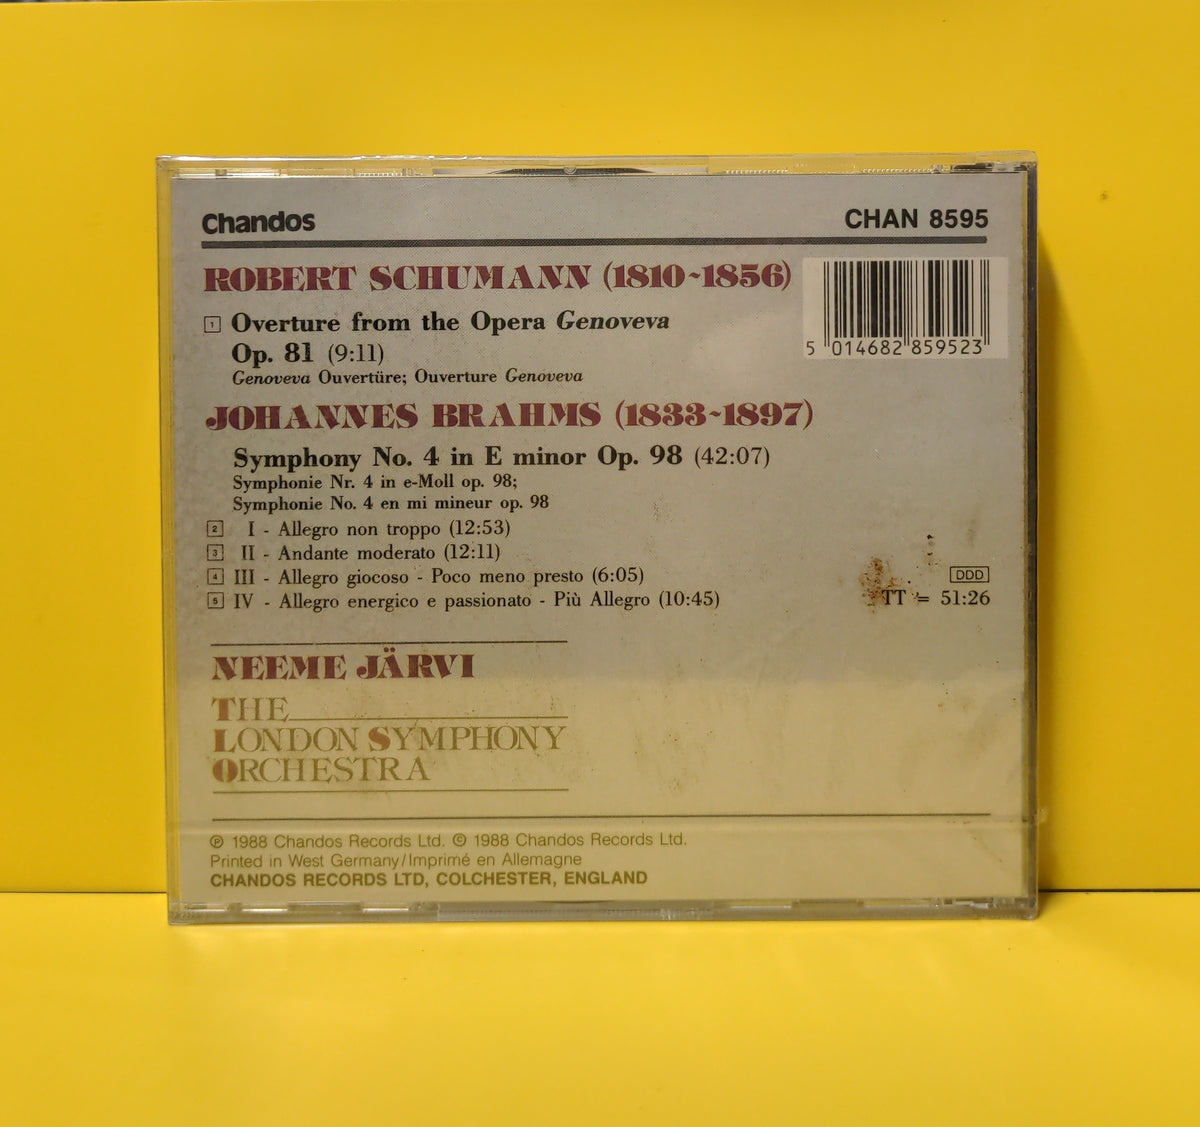 Chandos
CHAN 8595
ROBERT SCHUMANN (1810~1856)
1 Overture from the Opera Genoveva
Op. 81 (9:11)
Genoveva Ouvertüre; Ouverture Genoveva
5 014682 859523
JOHANNES BRAHMS (1833~1897)
Symphony No. 4 in E minor Op. 98 (42:07)
Symphonie Nr. 4 in e-Moll op. 98;
Symphonie No. 4 en mi mineur op. 98
2 I - Allegro non troppo (12:53)
3 II - Andante moderato (12:11)
4 III - Allegro giocoso - Poco meno presto (6:05)
5 IV - Allegro energico e passionato - Più Allegro (10:45)
DDD
TT = 51:26
NEEME JÄRVI
THE
LONDON SYMPHONY
ORCHESTRA
℗ 1988 Chandos Records Ltd. © 1988 Chandos Records Ltd.
Printed in West Germany/Imprimé en Allemagne
CHANDOS RECORDS LTD, COLCHESTER, ENGLAND